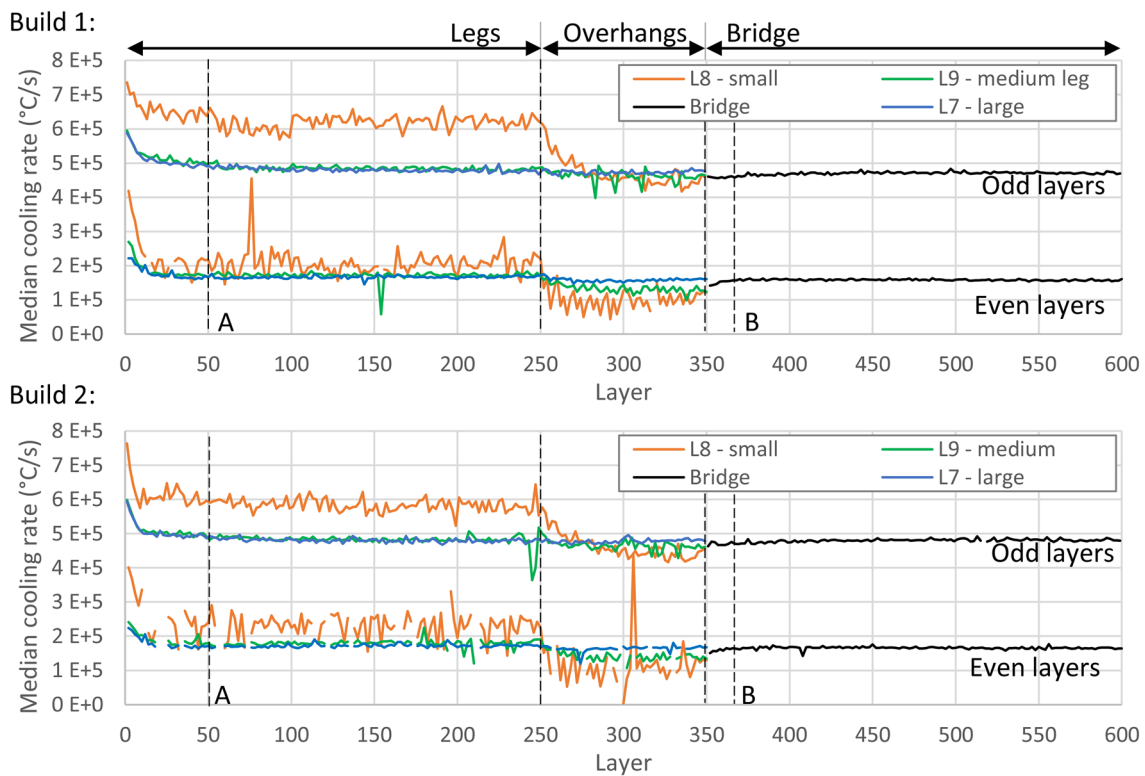 Build 1:
Legs Overhangs Bridge
Median cooling rate (°C/s)
8 E+5
7 E+5
6 E+5
5 E+5
4 E+5
3 E+5
2 E+5
1 E+5
0 E+0
L8 - small L9 - medium leg
Bridge L7 - large
Odd layers
Even layers
A B
0 50 100 150 200 250 300 350 400 450 500 550 600
Layer
Build 2:
Median cooling rate (°C/s)
8 E+5
7 E+5
6 E+5
5 E+5
4 E+5
3 E+5
2 E+5
1 E+5
0 E+0
L8 - small L9 - medium
Bridge L7 - large
Odd layers
Even layers
A B
0 50 100 150 200 250 300 350 400 450 500 550 600
Layer